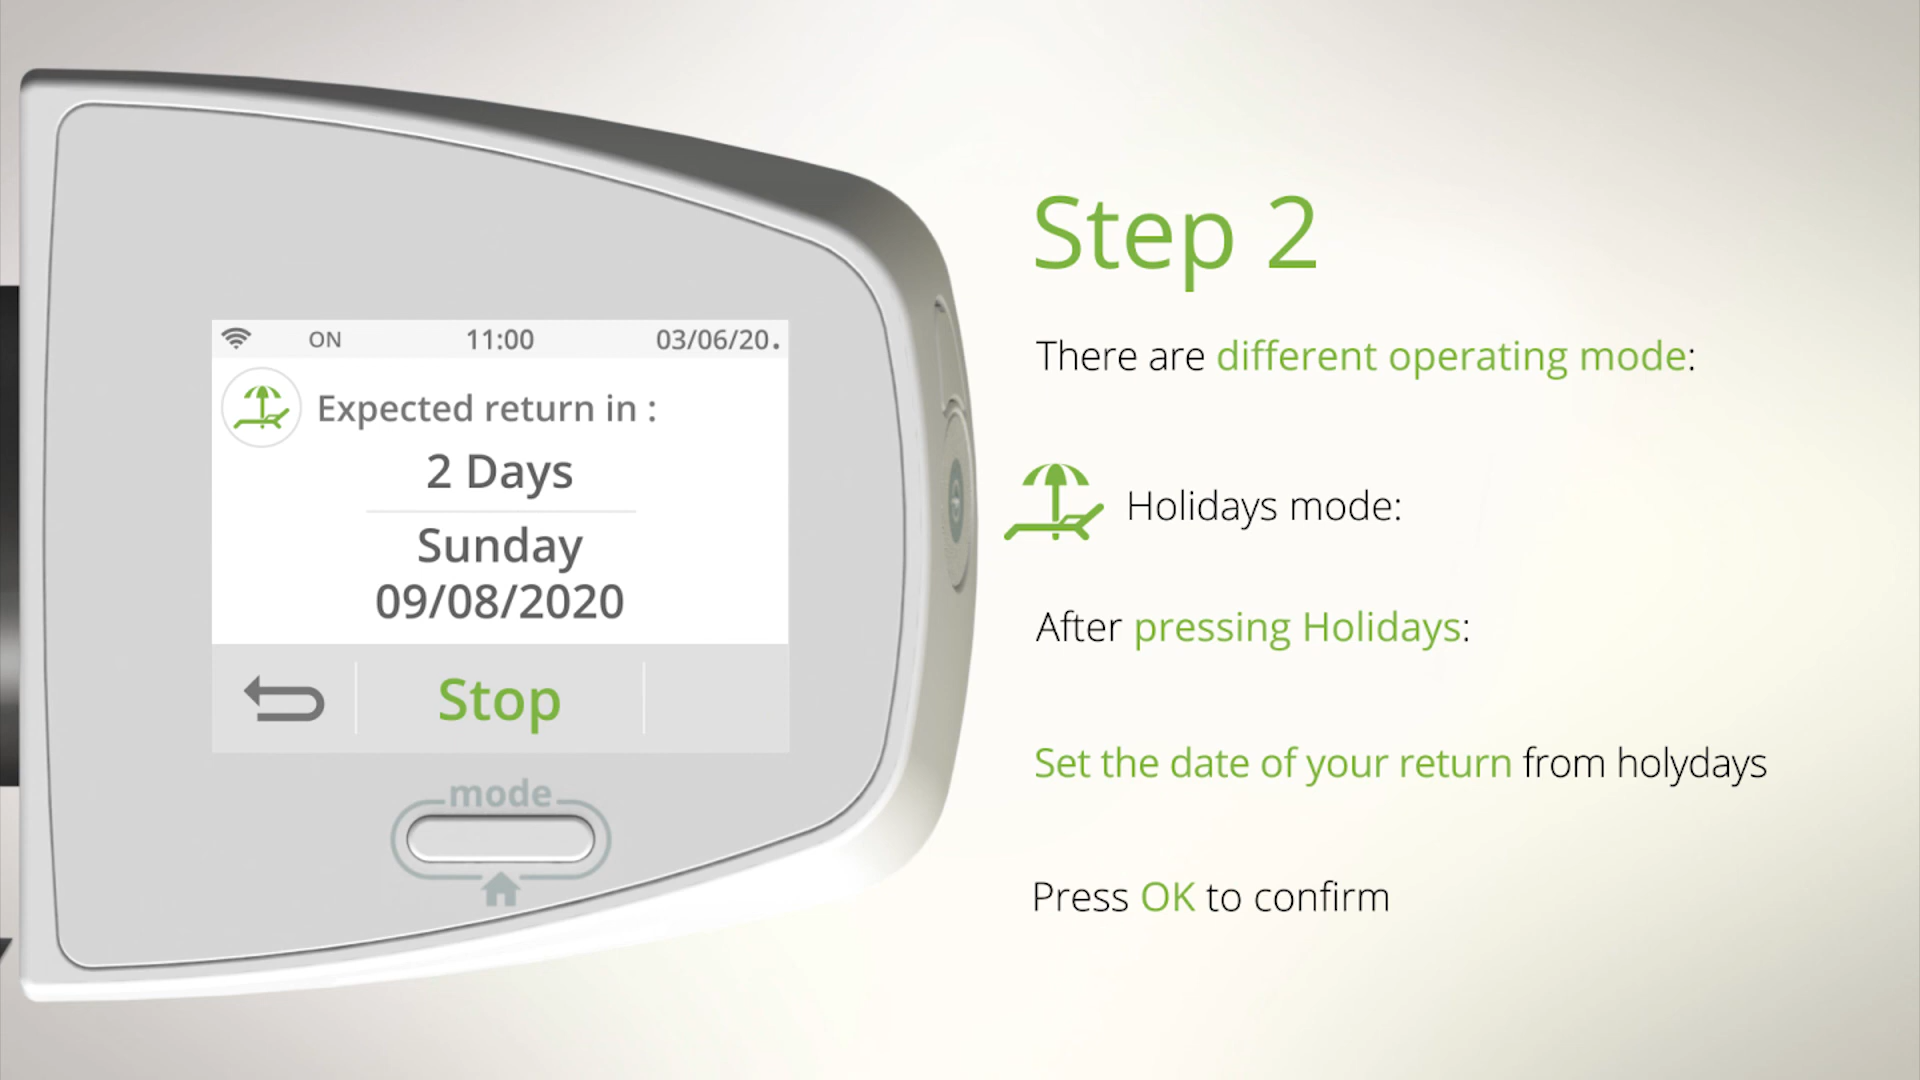 ON 11:00 03/06/20.
Expected return in :
2 Days
Sunday
09/08/2020
Stop
mode
Step 2
There are different operating mode:
Holidays mode:
After pressing Holidays:
Set the date of your return from holydays
Press OK to confirm